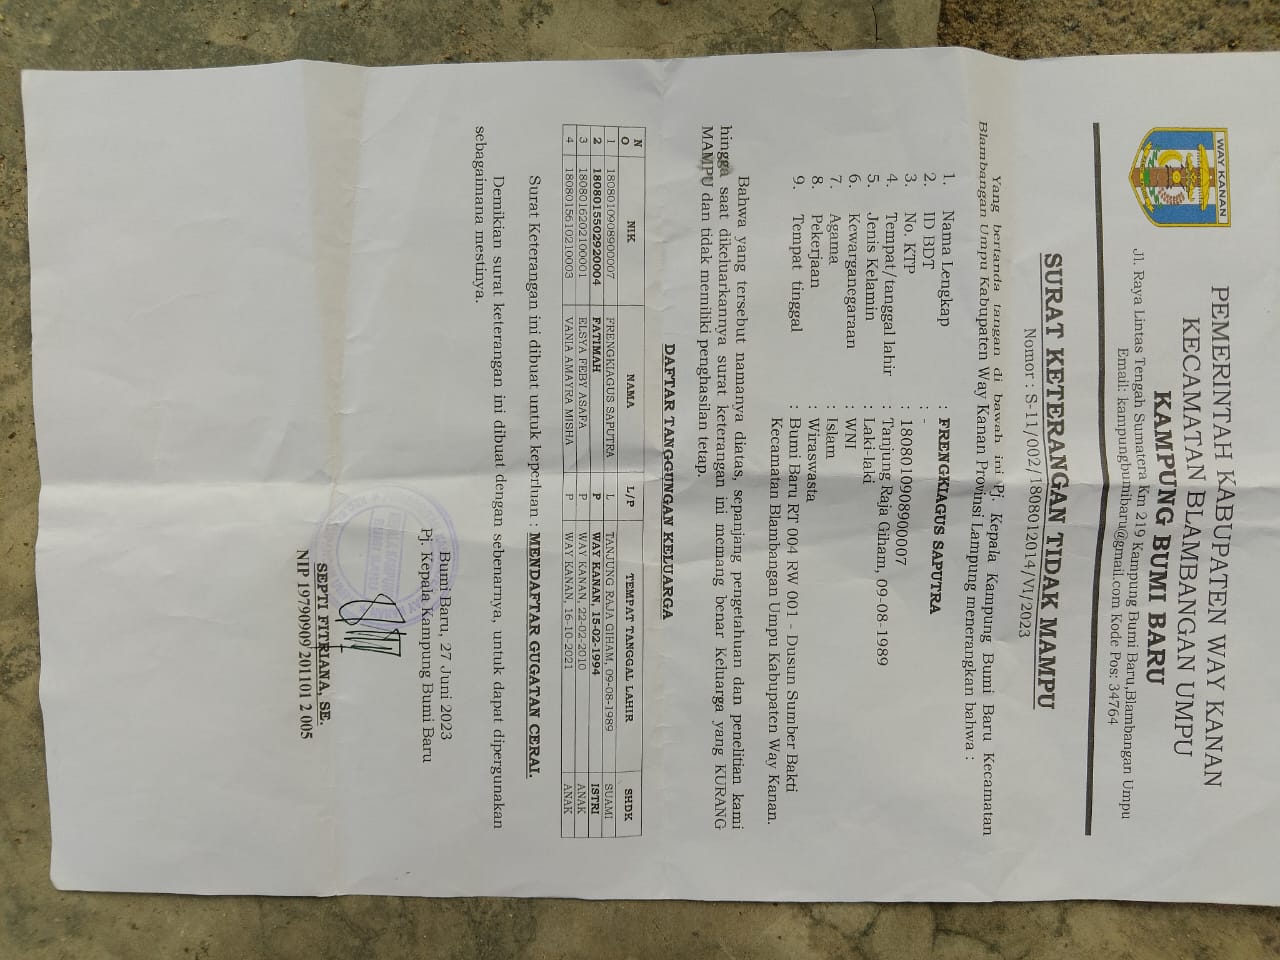 WAY KANAN
PEMERINTAH KABUPATEN WAY KANAN
KECAMATAN BLAMBANGAN UMPU
KAMPUNG BUMI BARU
Jl. Raya Lintas Tengah Sumatera Km 219 Kampung Bumi Baru,Blambangan Umpu
Email: kampungbumibaru@gmail.com Kode Pos: 34764
SURAT KETERANGAN TIDAK MAMPU
Nomor : S-11/002/1808012014/VI/2023
Yang bertanda tangan di bawah ini Pj. Kepala Kampung Bumi Baru Kecamatan
Blambangan Umpu Kabupaten Way Kanan Provinsi Lampung menerangkan bahwa :
1. Nama Lengkap : FRENGKIAGUS SAPUTRA
2. ID BDT : -
3. No. KTP : 1808010908900007
4. Tempat/tanggal lahir : Tanjung Raja Giham, 09-08-1989
5. Jenis Kelamin : Laki-laki
6. Kewarganegaraan : WNI
7. Agama : Islam
8. Pekerjaan : Wiraswasta
9. Tempat tinggal : Bumi Baru RT 004 RW 001 - Dusun Sumber Bakti
Kecamatan Blambangan Umpu Kabupaten Way Kanan.
Bahwa yang tersebut namanya diatas, sepanjang pengetahuan dan penelitian kami
hingga saat dikeluarkannya surat keterangan ini memang benar Keluarga yang KURANG
MAMPU dan tidak memiliki penghasilan tetap.
DAFTAR TANGGUNGAN KELUARGA
NO NIK NAMA L/P TEMPAT TANGGAL LAHIR SHDK
1 1808010908900007 FRENGKIAGUS SAPUTRA L TANJUNG RAJA GIHAM, 09-08-1989 SUAMI
2 1808015502920004 FATIMAH P WAY KANAN, 15-02-1994 ISTRI
3 1808016202100001 ELSYA FEBY ASAFA P WAY KANAN, 22-02-2010 ANAK
4 1808015610210003 VANIA AMAYRA MISHA P WAY KANAN, 16-10-2021 ANAK
Surat Keterangan ini dibuat untuk keperluan : MENDAFTAR GUGATAN CERAI.
Demikian surat keterangan ini dibuat dengan sebenarnya, untuk dapat dipergunakan
sebagaimana mestinya.
Bumi Baru, 27 Juni 2023
Pj. Kepala Kampung Bumi Baru
SEPTI FITRIANA, SE.
NIP 19790909 201101 2 005